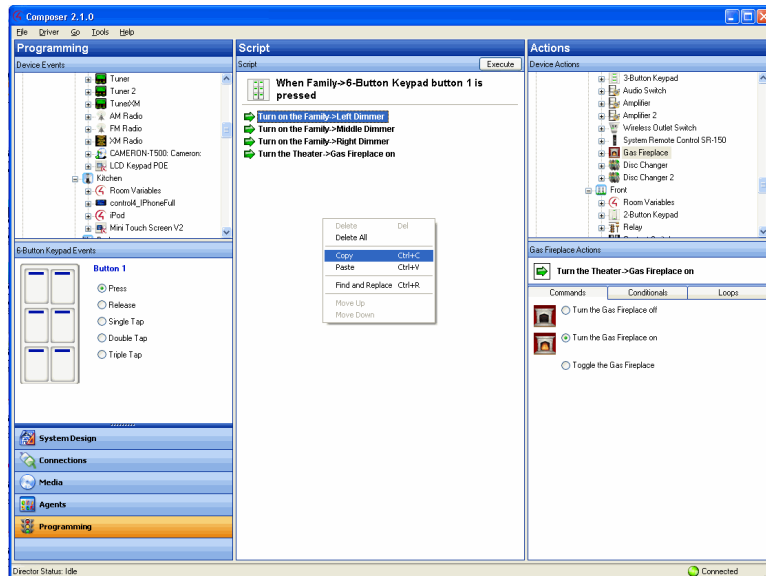 Composer 2.1.0
File Driver Go Tools Help
Programming
Device Events
Tuner
Tuner 2
TunerXM
AM Radio
FM Radio
XM Radio
CAMERON-T500: Cameron:
LCD Keypad POE
Kitchen
Room Variables
control4_IPhoneFull
iPod
Mini Touch Screen V2
6-Button Keypad Events
Button 1
Press
Release
Single Tap
Double Tap
Triple Tap
System Design
Connections
Media
Agents
Programming
Director Status: Idle
Script
Script Execute
When Family->6-Button Keypad button 1 is
pressed
Turn on the Family->Left Dimmer
Turn on the Family->Middle Dimmer
Turn on the Family->Right Dimmer
Turn the Theater->Gas Fireplace on
Delete Del
Delete All
Copy Ctrl+C
Paste Ctrl+V
Find and Replace Ctrl+R
Move Up
Move Down
Actions
Device Actions
3-Button Keypad
Audio Switch
Amplifier
Amplifier 2
Wireless Outlet Switch
System Remote Control SR-150
Gas Fireplace
Disc Changer
Disc Changer 2
Front
Room Variables
2-Button Keypad
Relay
Gas Fireplace Actions
Turn the Theater->Gas Fireplace on
Commands Conditionals Loops
Turn the Gas Fireplace off
Turn the Gas Fireplace on
Toggle the Gas Fireplace
Connected